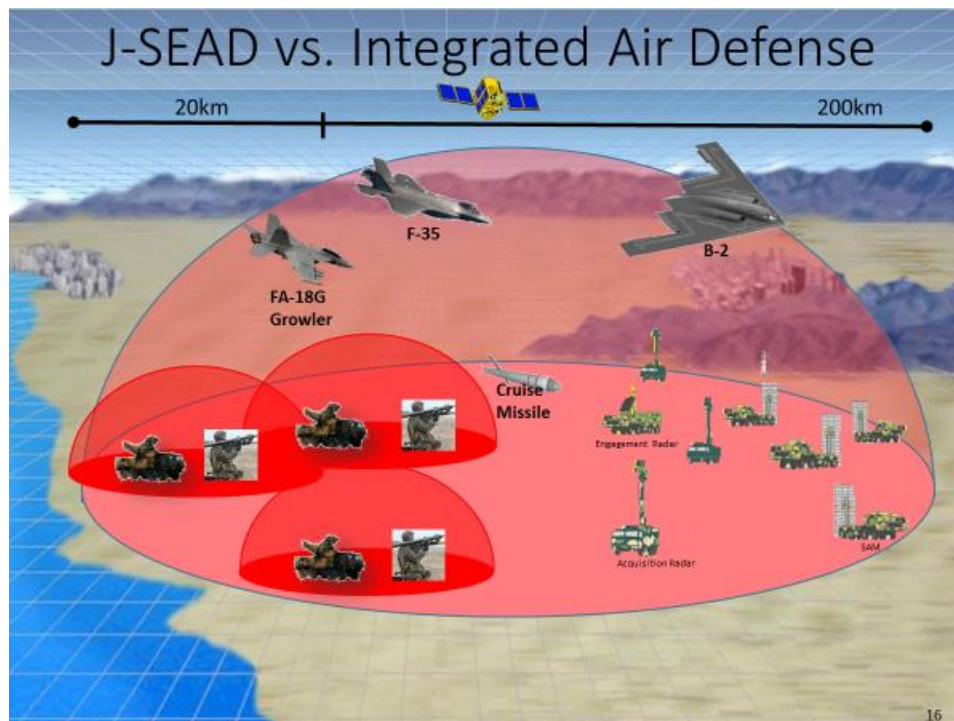 J-SEAD vs. Integrated Air Defense
20km
200km
F-35
B-2
FA-18G
Growler
Cruise
Missile
Engagement Radar
Acquisition Radar
SAM
16